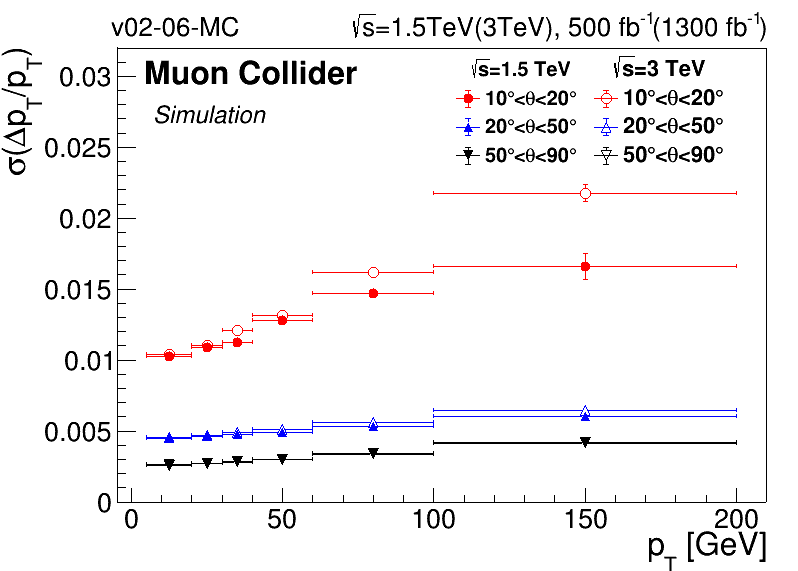 v02-06-MC √s=1.5TeV(3TeV), 500 fb⁻¹(1300 fb⁻¹)
Muon Collider
Simulation
√s=1.5 TeV √s=3 TeV
10°<θ<20° 10°<θ<20°
20°<θ<50° 20°<θ<50°
50°<θ<90° 50°<θ<90°
σ(Δp_T/p_T)
0.03
0.025
0.02
0.015
0.01
0.005
0
0 50 100 150 200
p_T [GeV]